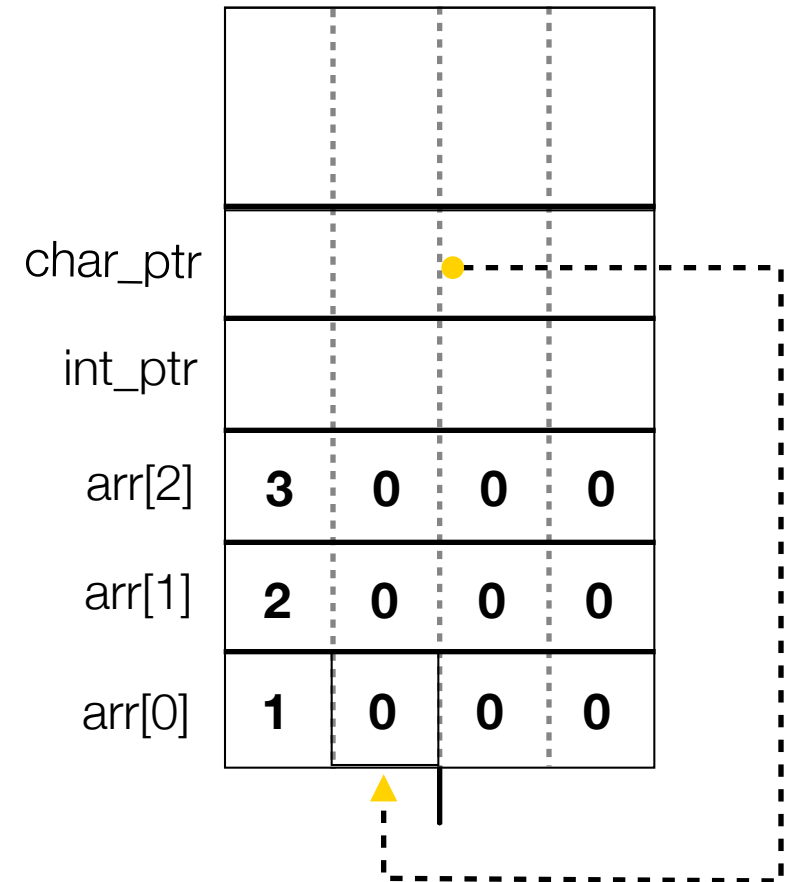 char_ptr
int_ptr
arr[2] 3 0 0 0
arr[1] 2 0 0 0
arr[0] 1 0 0 0